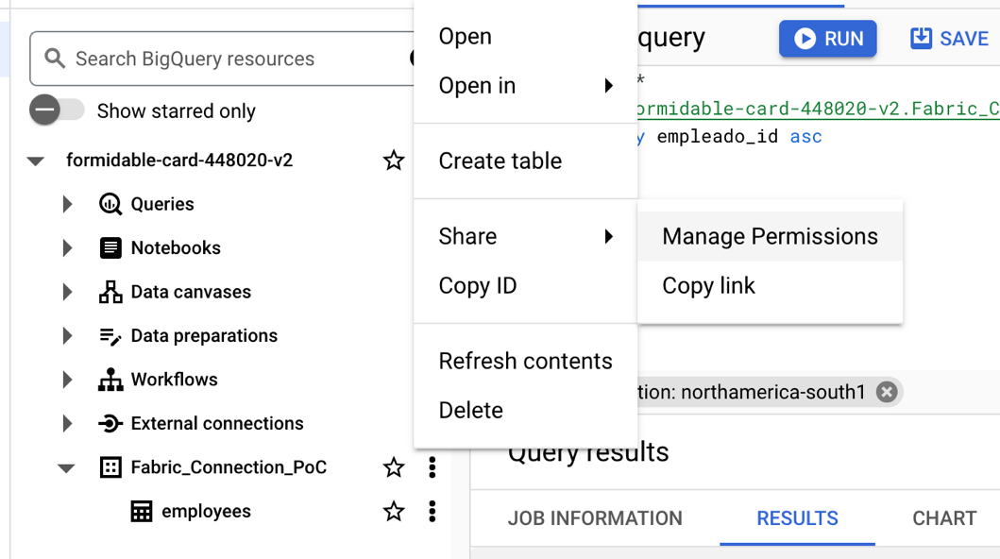 Search BigQuery resources
Show starred only
formidable-card-448020-v2
Queries
Notebooks
Data canvases
Data preparations
Workflows
External connections
Fabric_Connection_PoC
employees
Open
Open in
Create table
Share
Copy ID
Refresh contents
Delete
Manage Permissions
Copy link
query
RUN
SAVE
*
ormidable-card-448020-v2.Fabric_C
y empleado_id asc
tion: northamerica-south1
Query results
JOB INFORMATION
RESULTS
CHART